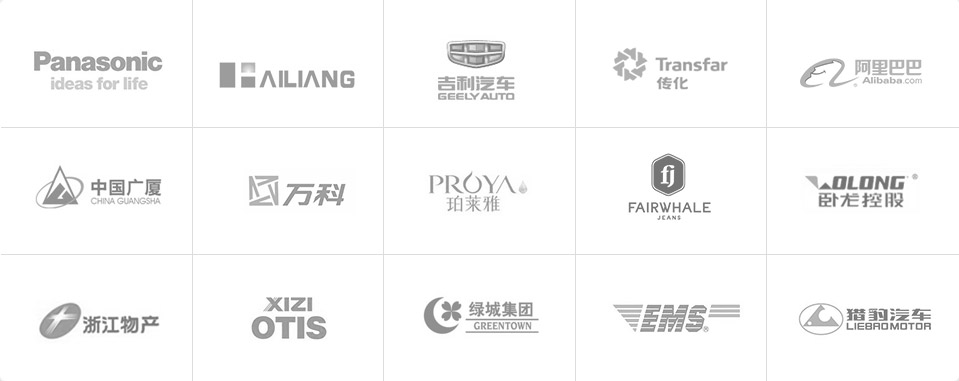 Panasonic
ideas for life
AILIANG
吉利汽车
GEELY AUTO
Transfar
传化
阿里巴巴
Alibaba.com
中国广厦
CHINA GUANGSHA
万科
PROYA
珀莱雅
fj
FAIRWHALE
JEANS
WOLONG®
卧龙控股
浙江物产
XIZI
OTIS
绿城集团
GREENTOWN
EMS®
猎豹汽车
LIEBAO MOTOR